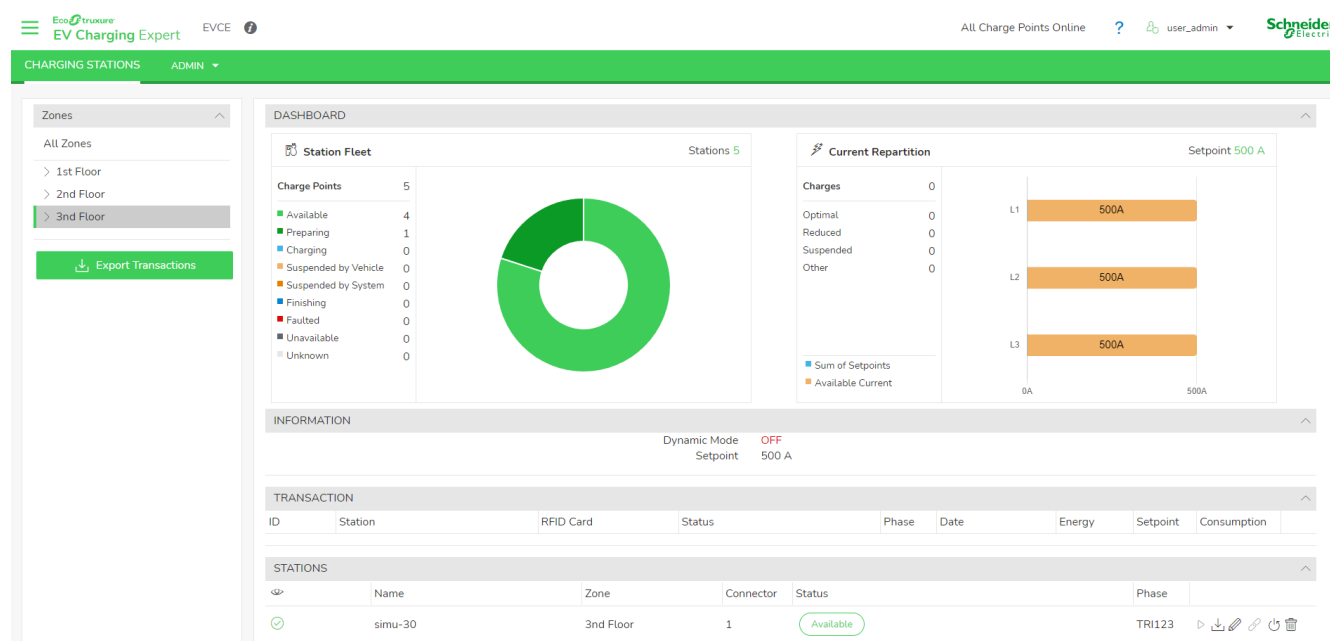 EcoStruxure
EV Charging Expert
EVCE
All Charge Points Online
?
user_admin
Schneider
Electri
CHARGING STATIONS
ADMIN
Zones
All Zones
1st Floor
2nd Floor
3nd Floor
Export Transactions
DASHBOARD
Station Fleet
Stations 5
Charge Points 5
Available 4
Preparing 1
Charging 0
Suspended by Vehicle 0
Suspended by System 0
Finishing 0
Faulted 0
Unavailable 0
Unknown 0
Current Repartition
Setpoint 500 A
Charges 0
Optimal 0
Reduced 0
Suspended 0
Other 0
Sum of Setpoints
Available Current
L1 500A
L2 500A
L3 500A
0A 500A
INFORMATION
Dynamic Mode OFF
Setpoint 500 A
TRANSACTION
ID Station RFID Card Status Phase Date Energy Setpoint Consumption
STATIONS
Name Zone Connector Status Phase
simu-30 3nd Floor 1 Available TRI123